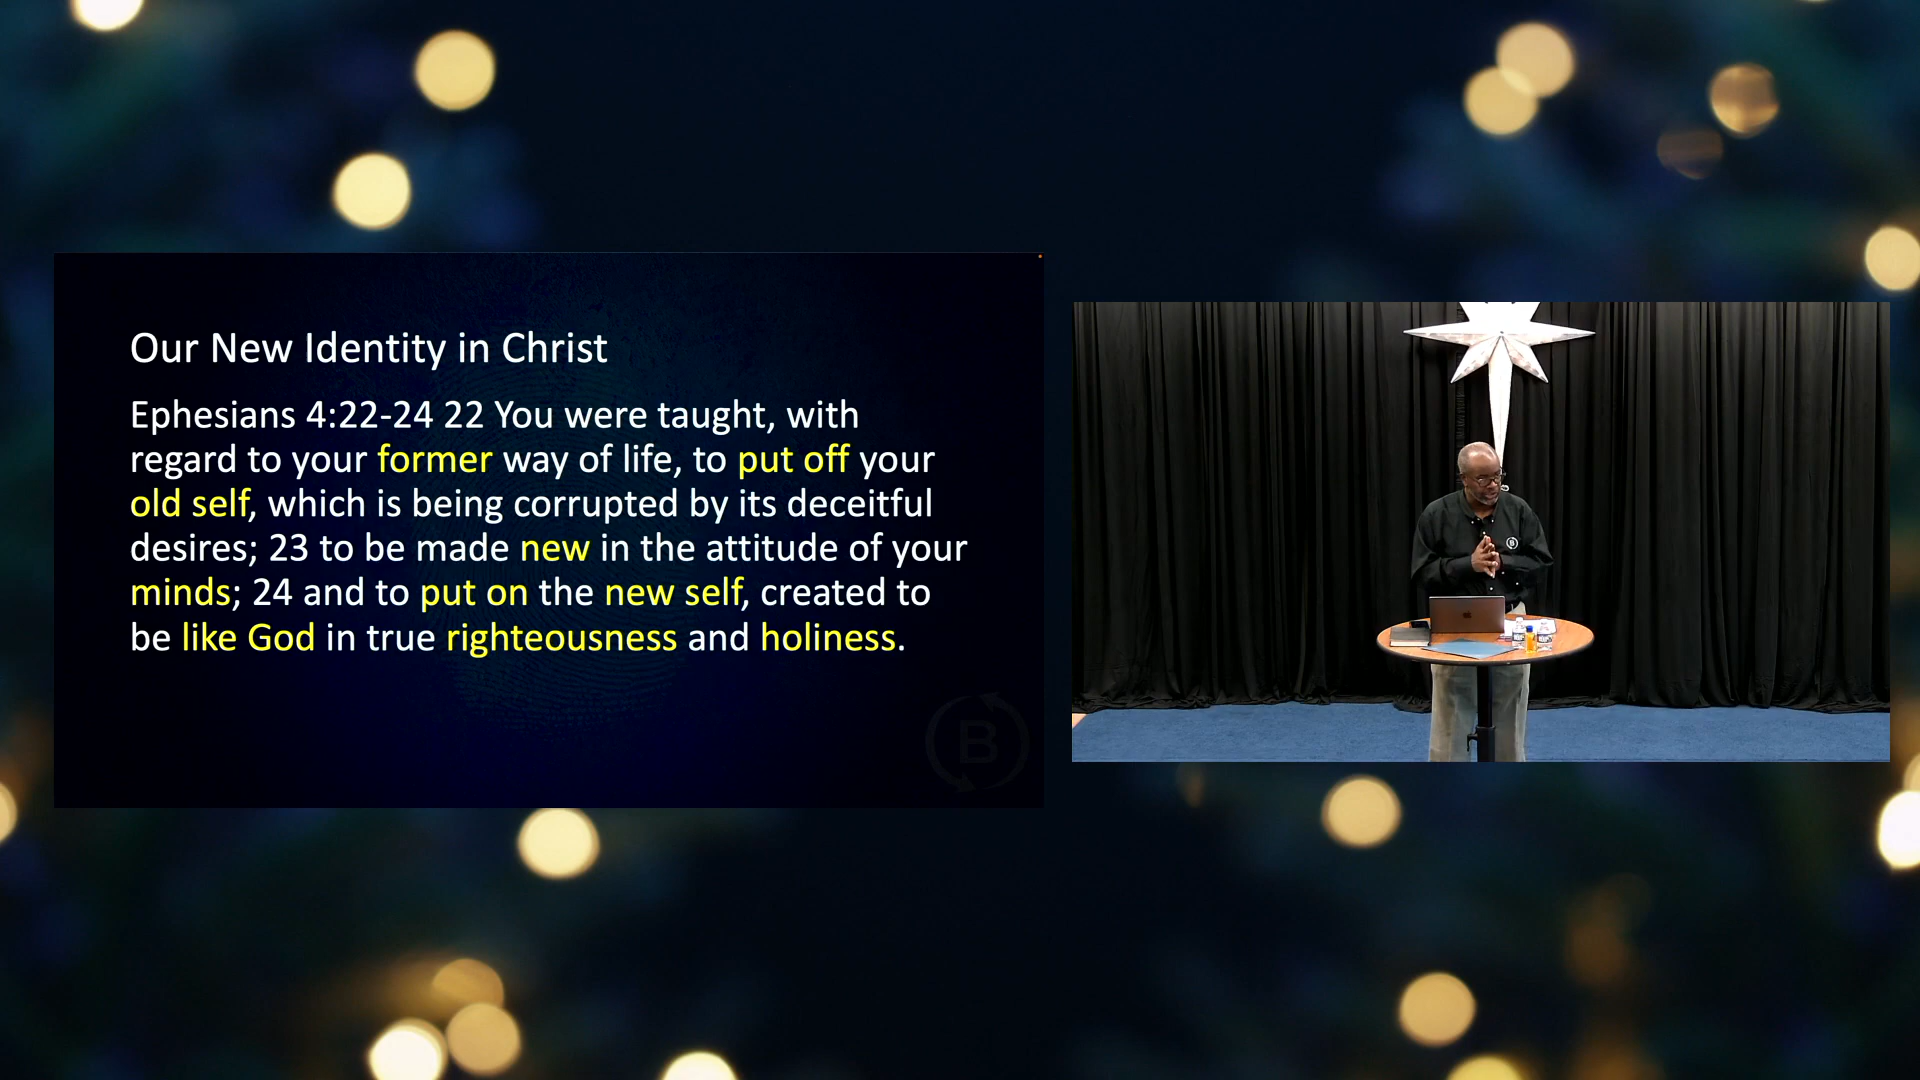 Our New Identity in Christ
Ephesians 4:22-24 22 You were taught, with
regard to your former way of life, to put off your
old self, which is being corrupted by its deceitful
desires; 23 to be made new in the attitude of your
minds; 24 and to put on the new self, created to
be like God in true righteousness and holiness.
B